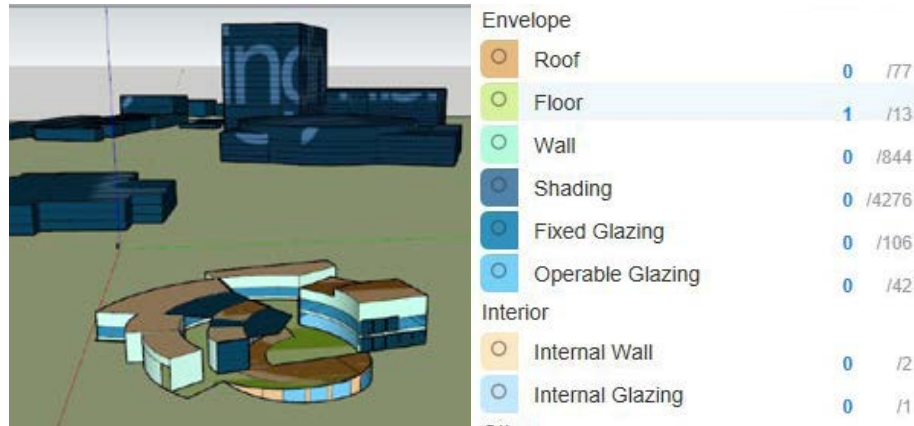 Envelope
Roof 0 /77
Floor 1 /13
Wall 0 /844
Shading 0 /4276
Fixed Glazing 0 /106
Operable Glazing 0 /42
Interior
Internal Wall 0 /2
Internal Glazing 0 /1